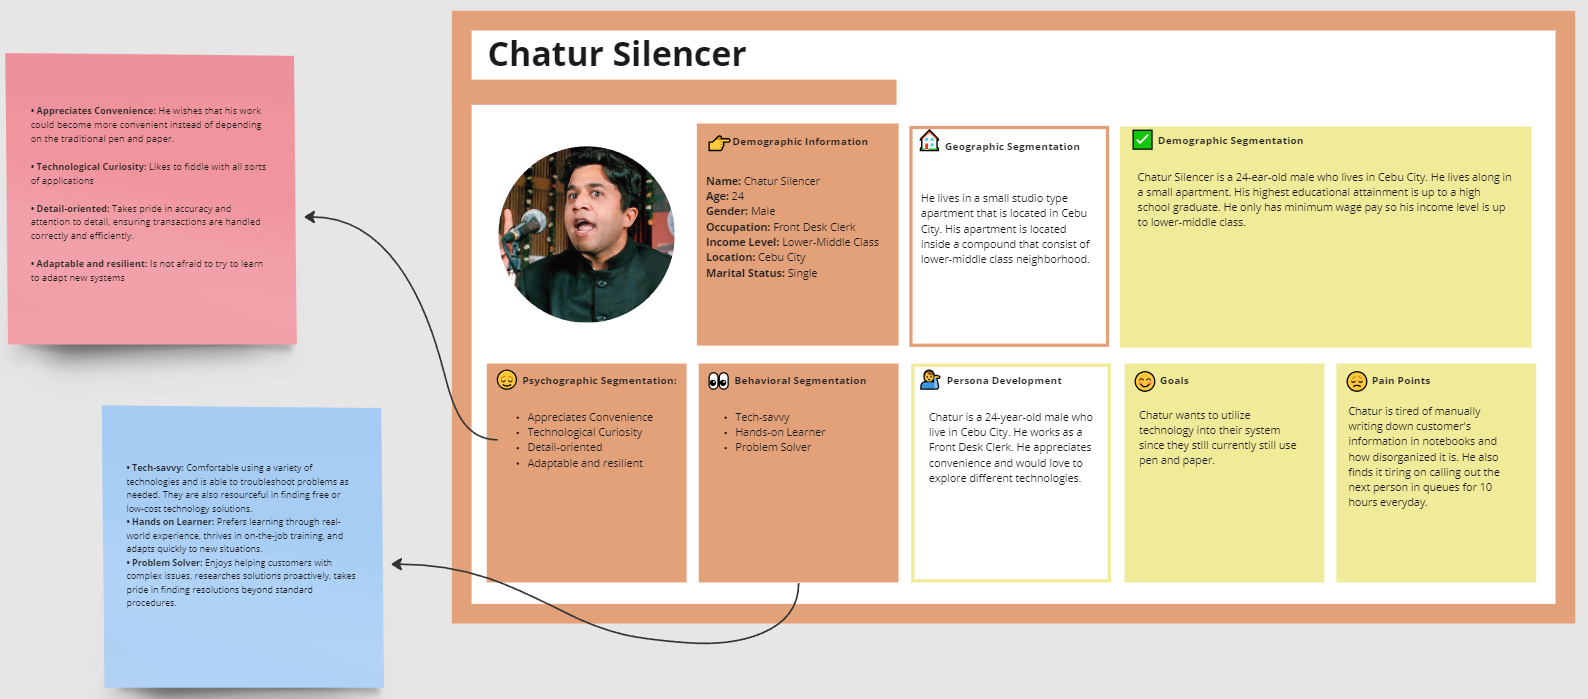 Chatur Silencer
• Appreciates Convenience: He wishes that his work
could become more convenient instead of depending
on the traditional pen and paper.
• Technological Curiosity: Likes to fiddle with all sorts
of applications
• Detail-oriented: Takes pride in accuracy and
attention to detail, ensuring transactions are handled
correctly and efficiently.
• Adaptable and resilient: Is not afraid to try to learn
to adapt new systems
Demographic Information
Name: Chatur Silencer
Age: 24
Gender: Male
Occupation: Front Desk Clerk
Income Level: Lower-Middle Class
Location: Cebu City
Marital Status: Single
Geographic Segmentation
He lives in a small studio type
apartment that is located in Cebu
City. His apartment is located
inside a compound that consist of
lower-middle class neighborhood.
Demographic Segmentation
Chatur Silencer is a 24-ear-old male who lives in Cebu City. He lives along in
a small apartment. His highest educational attainment is up to a high
school graduate. He only has minimum wage pay so his income level is up
to lower-middle class.
Psychographic Segmentation:
• Appreciates Convenience
• Technological Curiosity
• Detail-oriented
• Adaptable and resilient
Behavioral Segmentation
• Tech-savvy
• Hands-on Learner
• Problem Solver
Persona Development
Chatur is a 24-year-old male who
live in Cebu City. He works as a
Front Desk Clerk. He appreciates
convenience and would love to
explore different technologies.
Goals
Chatur wants to utilize
technology into their system
since they still currently still use
pen and paper.
Pain Points
Chatur is tired of manually
writing down customer's
information in notebooks and
how disorganized it is. He also
finds it tiring on calling out the
next person in queues for 10
hours everyday.
• Tech-savvy: Comfortable using a variety of
technologies and is able to troubleshoot problems as
needed. They are also resourceful in finding free or
low-cost technology solutions.
• Hands on Learner: Prefers learning through real-
world experience, thrives in on-the-job training, and
adapts quickly to new situations.
• Problem Solver: Enjoys helping customers with
complex issues, researches solutions proactively, takes
pride in finding resolutions beyond standard
procedures.